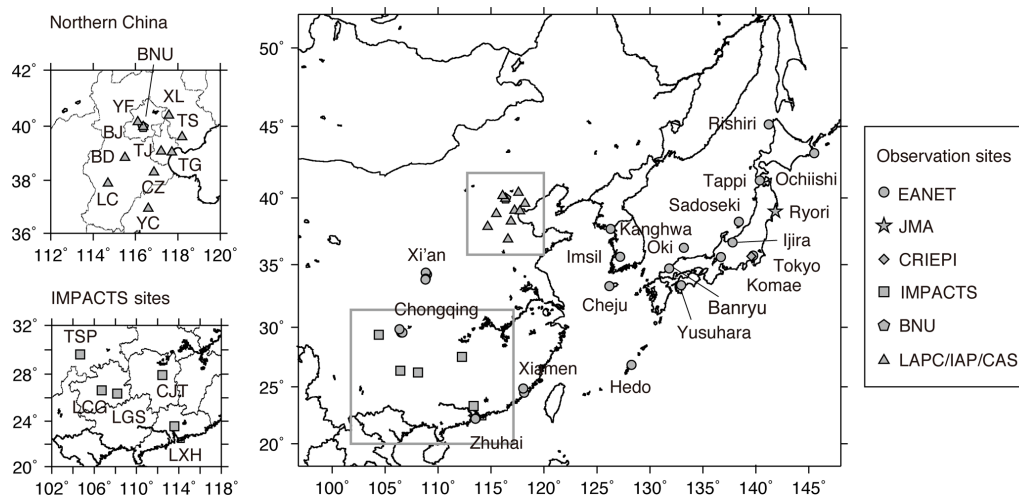 Northern China
BNU
42°
40°
38°
36°
XL
YF
TS
BJ
TJ
BD
TG
LC
CZ
YC
112 114 116 118 120°
IMPACTS sites
32°
28°
24
20°
TSP
CJT
LCG
LGS
LXH
102 106 110 114 118
50°
45°
40°
35°
30°
25°
20°
Rishiri
Tappi
Ochiishi
Sadoseki
Ryori
Kanghwa
Oki
Ijira
Xi'an
Imsil
Tokyo
Komae
Cheju
Banryu
Chongqing
Yusuhara
Xiamen
Hedo
Zhuhai
100° 105° 110° 115° 120° 125° 130° 135° 140° 145°
Observation sites
EANET
JMA
CRIEPI
IMPACTS
BNU
LAPC/IAP/CAS